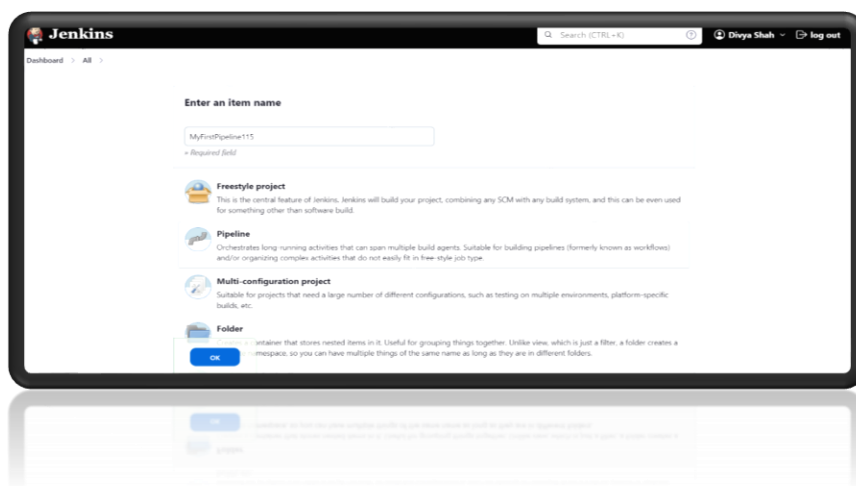 Jenkins
Search (CTRL+K)
Divya Shah
log out
Dashboard > All >
Enter an item name
MyFirstPipeline115
» Required field
Freestyle project
This is the central feature of Jenkins. Jenkins will build your project, combining any SCM with any build system, and this can be even used
for something other than software build.
Pipeline
Orchestrates long-running activities that can span multiple build agents. Suitable for building pipelines (formerly known as workflows)
and/or organizing complex activities that do not easily fit in free-style job type.
Multi-configuration project
Suitable for projects that need a large number of different configurations, such as testing on multiple environments, platform-specific
builds, etc.
Folder
a container that stores nested items in it. Useful for grouping things together. Unlike view, which is just a filter, a folder creates a
namespace, so you can have multiple things of the same name as long as they are in different folders.
OK